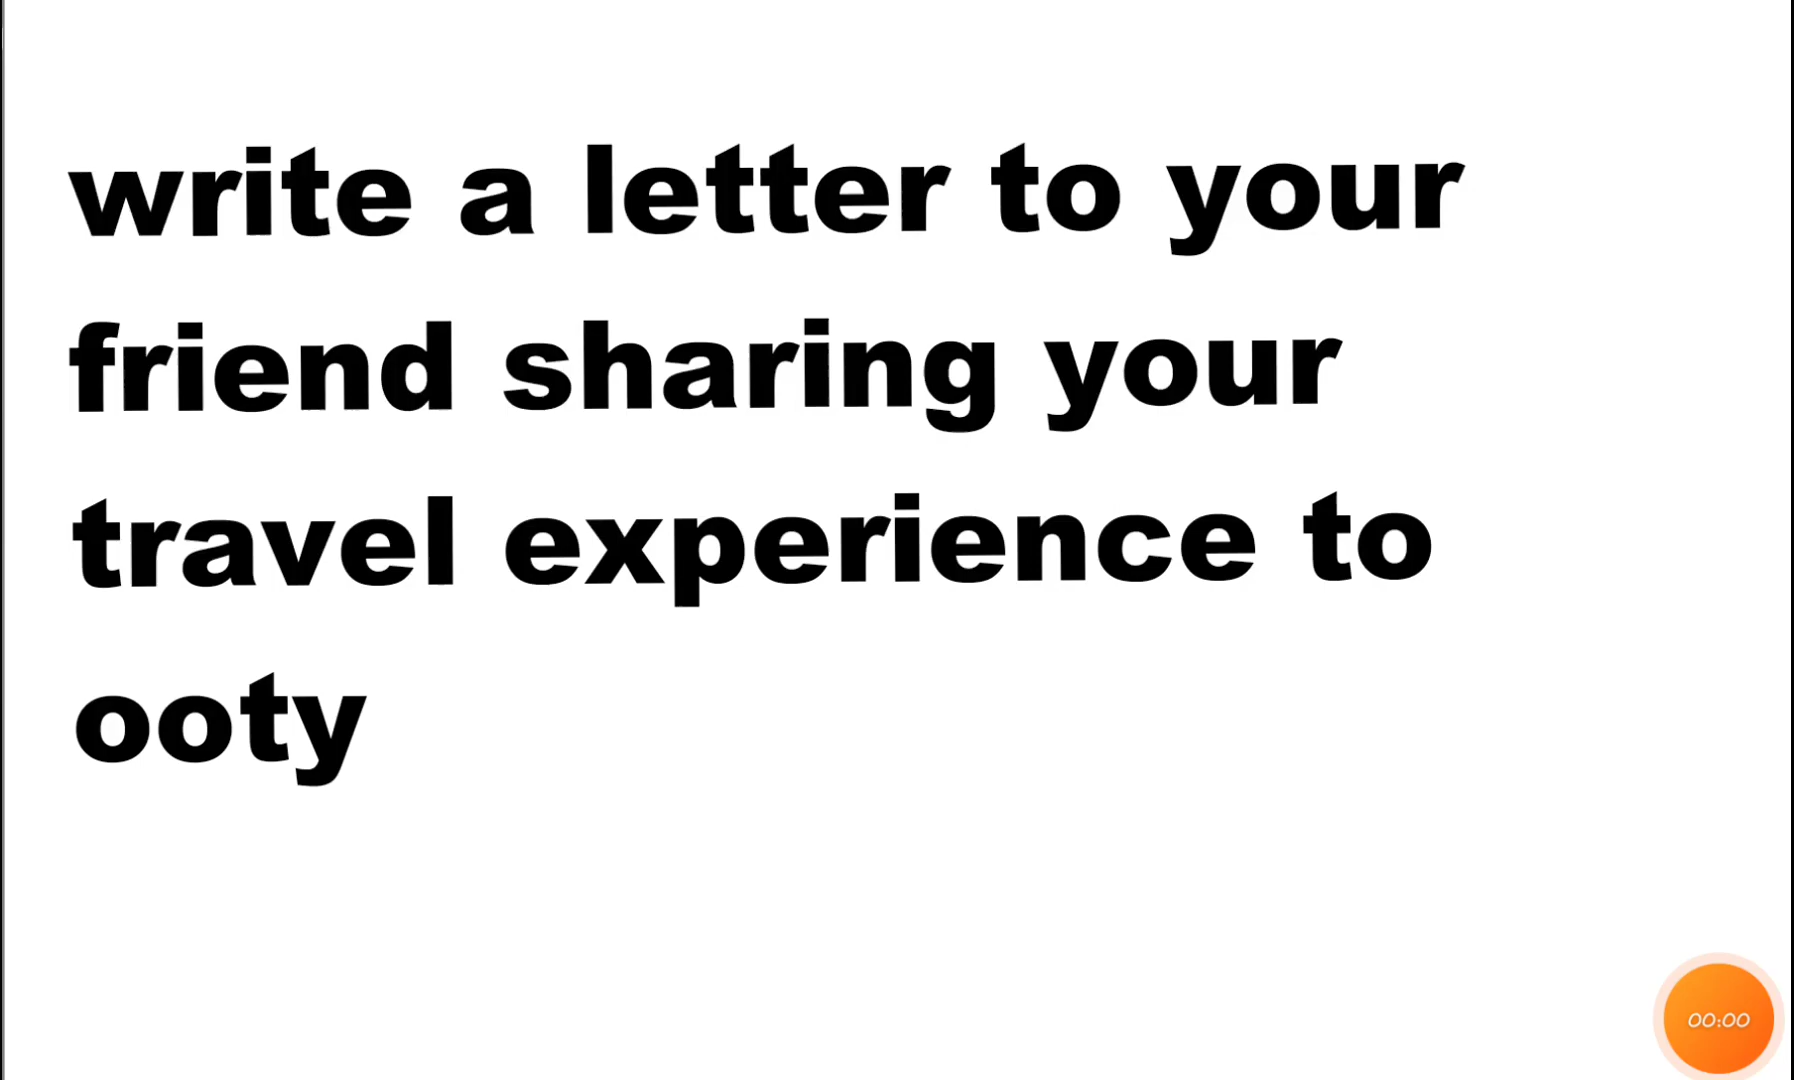 write a letter to your
friend sharing your
travel experience to
ooty
00:00